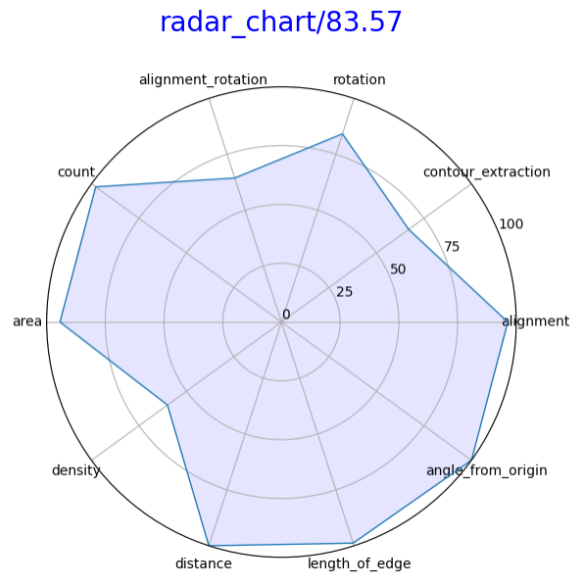 radar_chart/83.57
alignment_rotation
rotation
count
contour_extraction
100
75
50
25
0
area
alignment
density
angle_from_origin
distance
length_of_edge